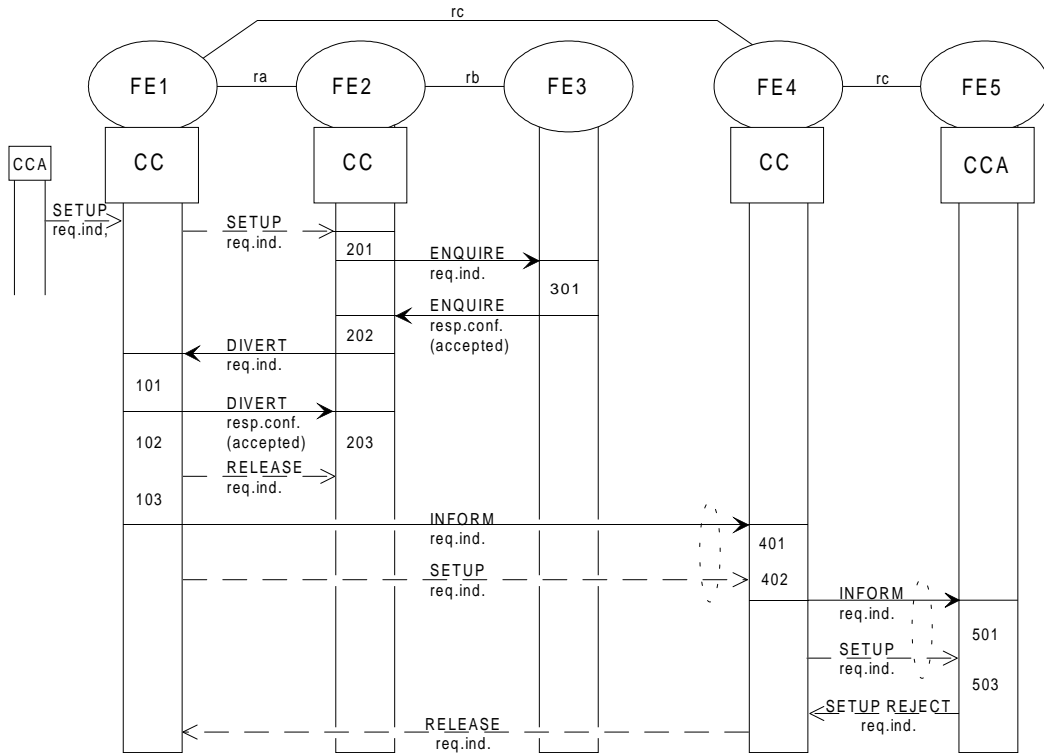 rc
FE1
ra
FE2
rb
FE3
FE4
rc
FE5
CCA
CC
CC
CC
CCA
SETUP
req.ind,
SETUP
req.ind.
201
ENQUIRE
req.ind.
301
ENQUIRE
resp.conf.
(accepted)
202
DIVERT
req.ind.
101
DIVERT
resp.conf.
(accepted)
102
203
RELEASE
req.ind.
103
INFORM
req.ind.
401
SETUP
req.ind.
402
INFORM
req.ind.
501
SETUP
req.ind.
503
SETUP REJECT
req.ind.
RELEASE
req.ind.